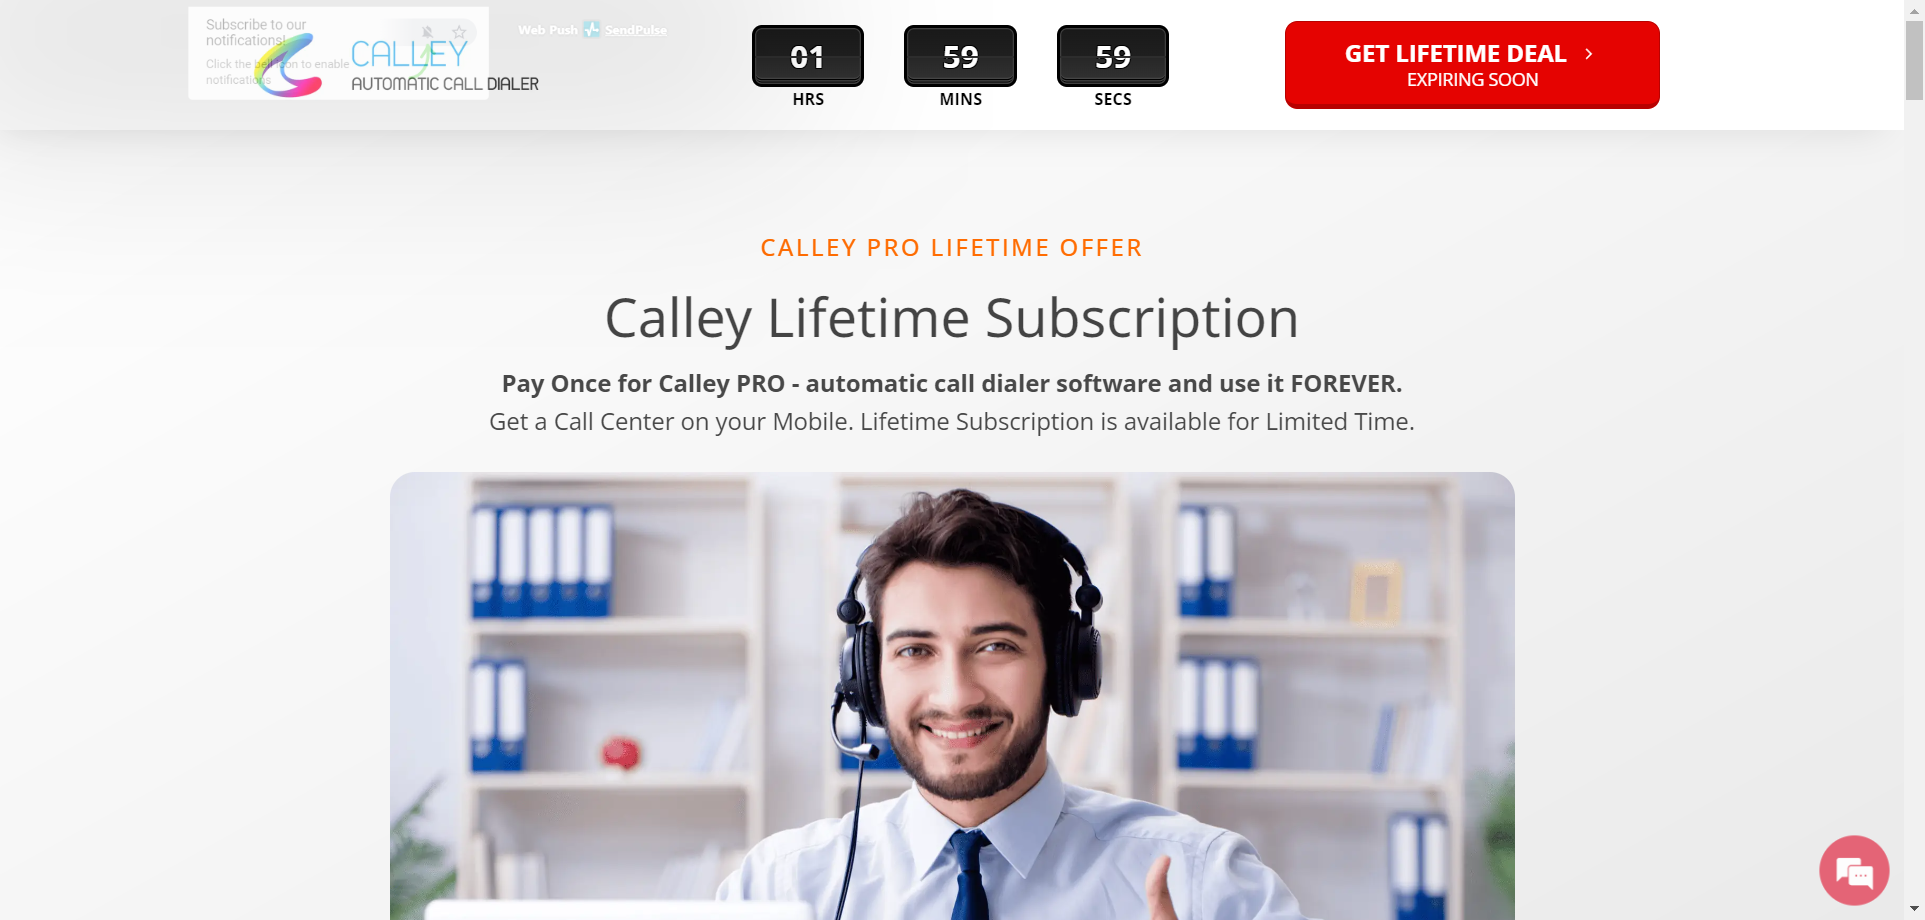 Subscribe to our
notifications!
Click the bell icon to enable
notifications
CALLEY
AUTOMATIC CALL DIALER
Web Push SendPulse
01
HRS
59
MINS
59
SECS
GET LIFETIME DEAL
EXPIRING SOON
CALLEY PRO LIFETIME OFFER
Calley Lifetime Subscription
Pay Once for Calley PRO - automatic call dialer software and use it FOREVER.
Get a Call Center on your Mobile. Lifetime Subscription is available for Limited Time.